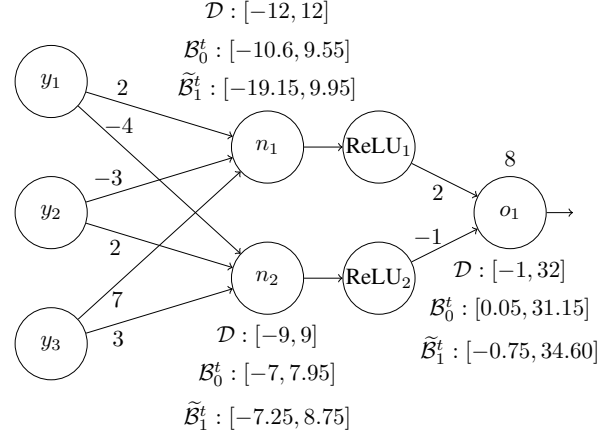 𝒟 : [−12, 12]
ℬ₀ᵗ : [−10.6, 9.55]
ℬ̃₁ᵗ : [−19.15, 9.95]
y₁
2
−4
n₁
ReLU₁
8
−3
y₂
2
2
o₁
−1
n₂
ReLU₂
7
y₃
3
𝒟 : [−1, 32]
ℬ₀ᵗ : [0.05, 31.15]
ℬ̃₁ᵗ : [−0.75, 34.60]
𝒟 : [−9, 9]
ℬ₀ᵗ : [−7, 7.95]
ℬ̃₁ᵗ : [−7.25, 8.75]